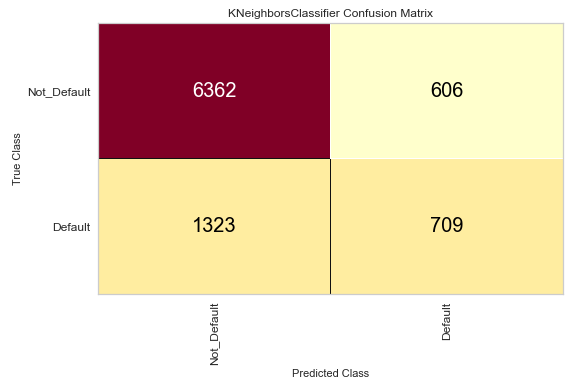 KNeighborsClassifier Confusion Matrix
True Class
Not_Default
6362 606
Default
1323 709
Not_Default Default
Predicted Class